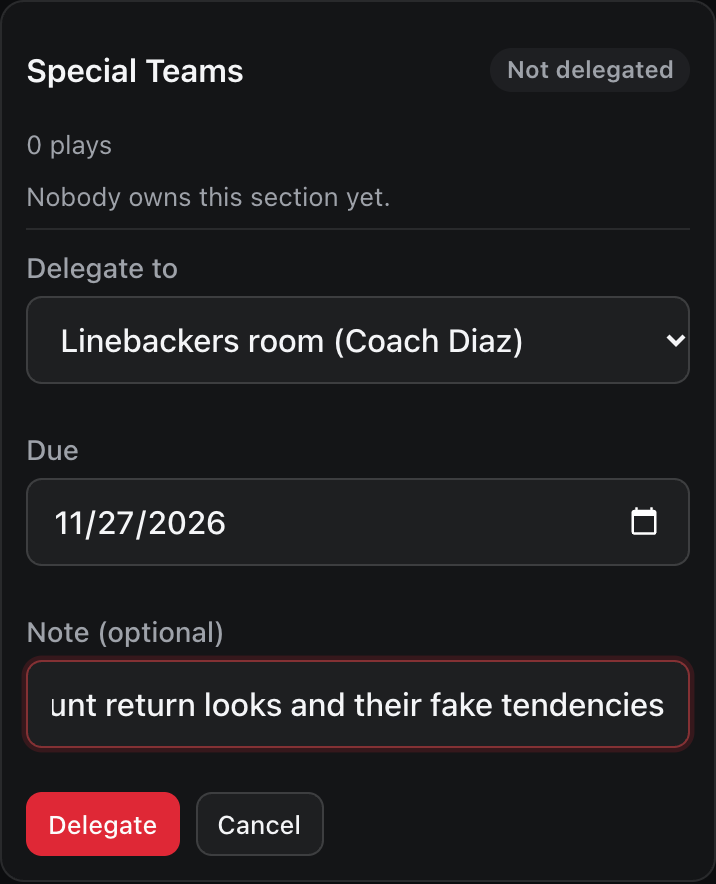 Special Teams
Not delegated
0 plays
Nobody owns this section yet.
Delegate to
Linebackers room (Coach Diaz)
Due
11/27/2026
Note (optional)
unt return looks and their fake tendencies
Delegate
Cancel